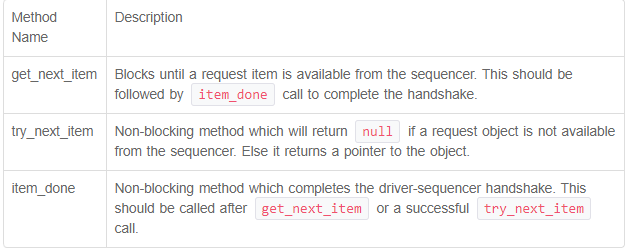 Method
Name
Description
get_next_item
Blocks until a request item is available from the sequencer. This should be
followed by item_done call to complete the handshake.
try_next_item
Non-blocking method which will return null if a request object is not available
from the sequencer. Else it returns a pointer to the object.
item_done
Non-blocking method which completes the driver-sequencer handshake. This
should be called after get_next_item or a successful try_next_item
call.